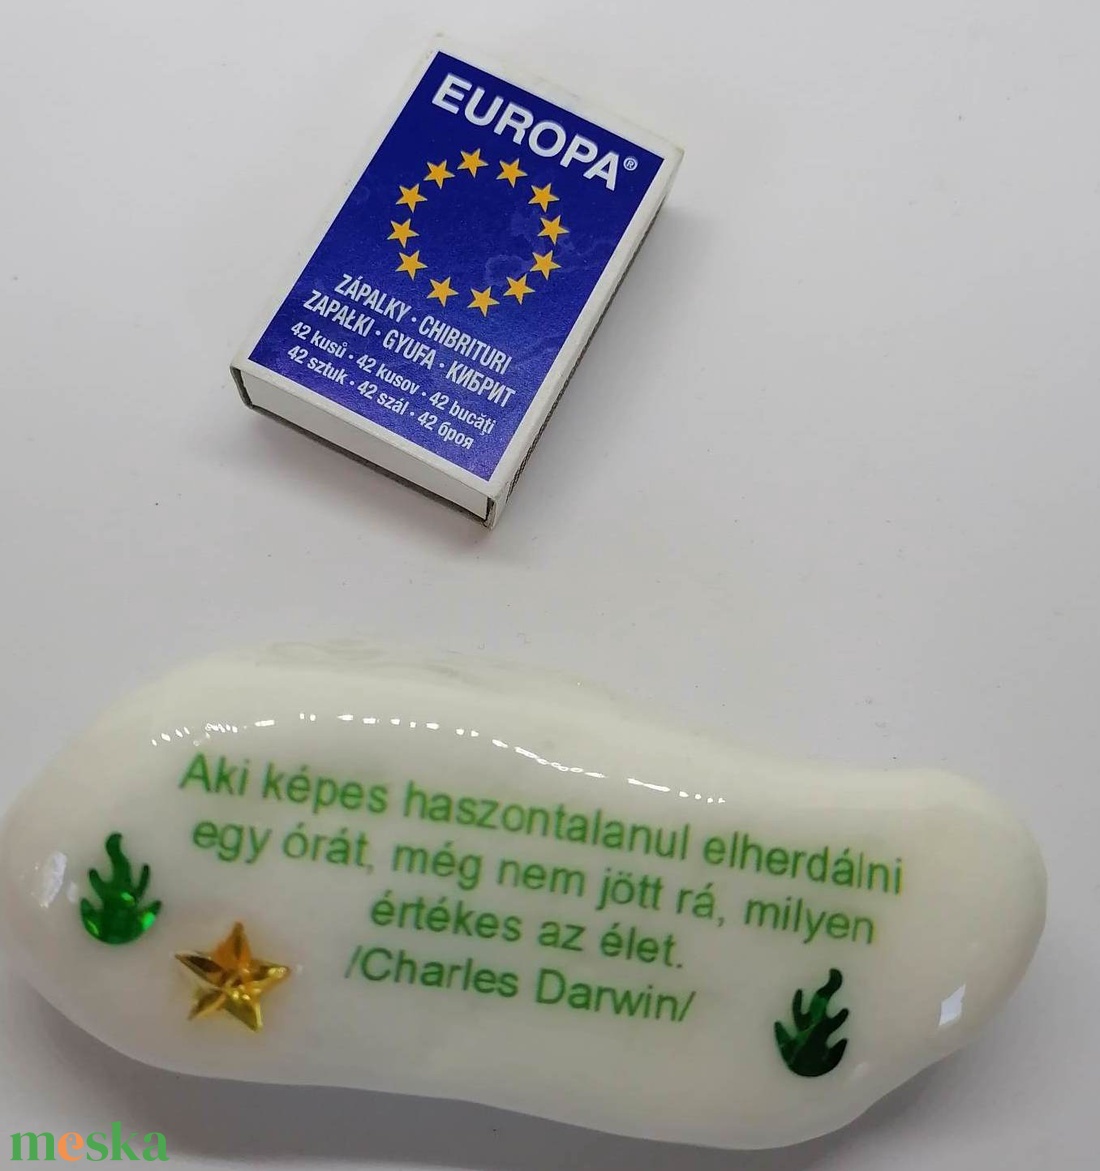 EUROPA®
ZÁPALKY · CHIBRITURI
ZAPAŁKI · GYUFA · КИБРИТ
42 kusů · 42 kusov · 42 bucăți
42 sztuk · 42 szál · 42 броя
Aki képes haszontalanul elherdálni
egy órát, még nem jött rá, milyen
értékes az élet.
/Charles Darwin/
meska